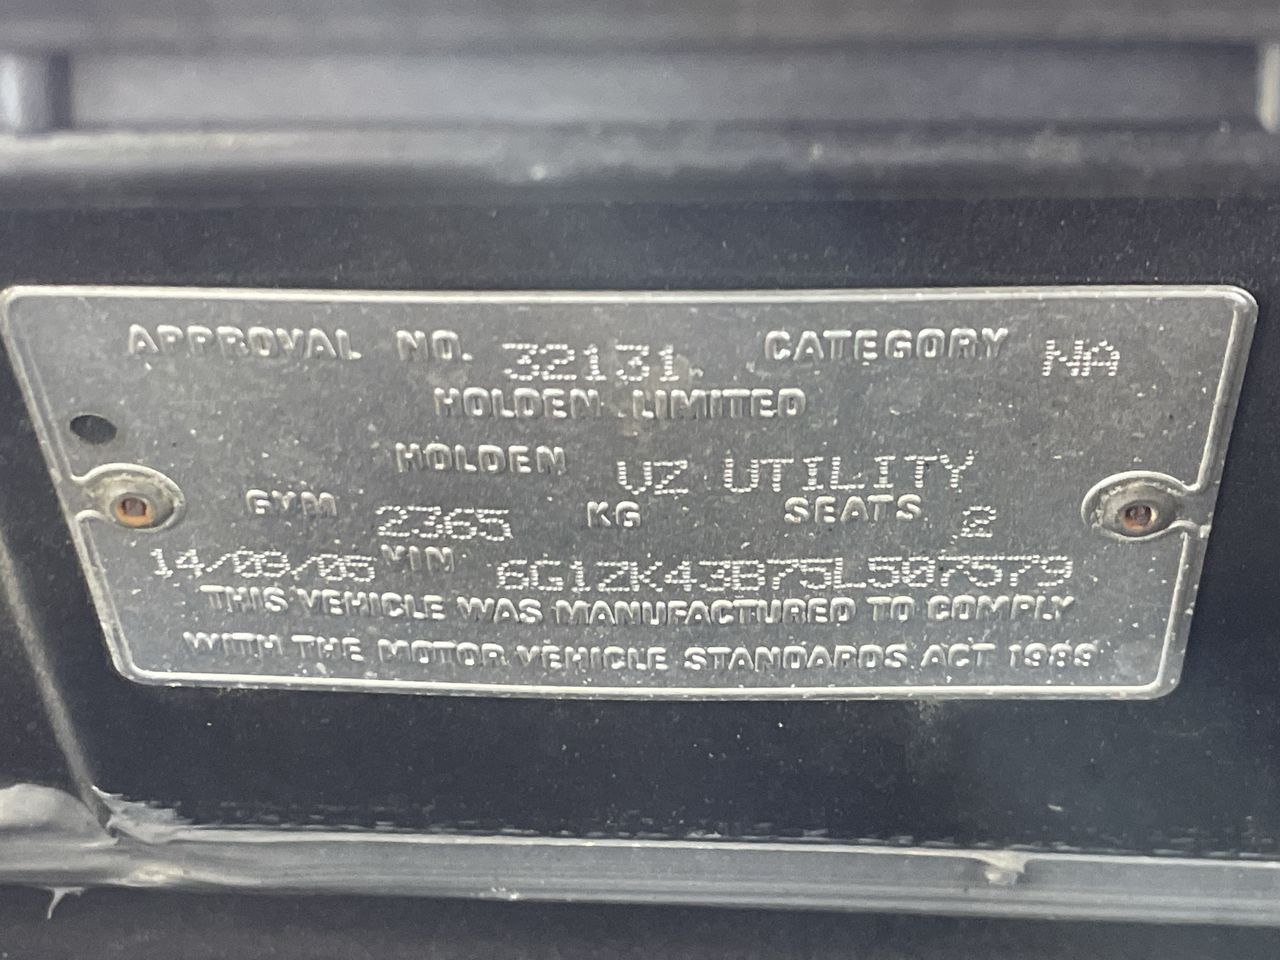 APPROVAL NO. 32131 CATEGORY NA
HOLDEN LIMITED
HOLDEN VZ UTILITY
GVM 2365 KG SEATS 2
14/09/05 VIN 6G1ZK43B75L507579
THIS VEHICLE WAS MANUFACTURED TO COMPLY
WITH THE MOTOR VEHICLE STANDARDS ACT 1989